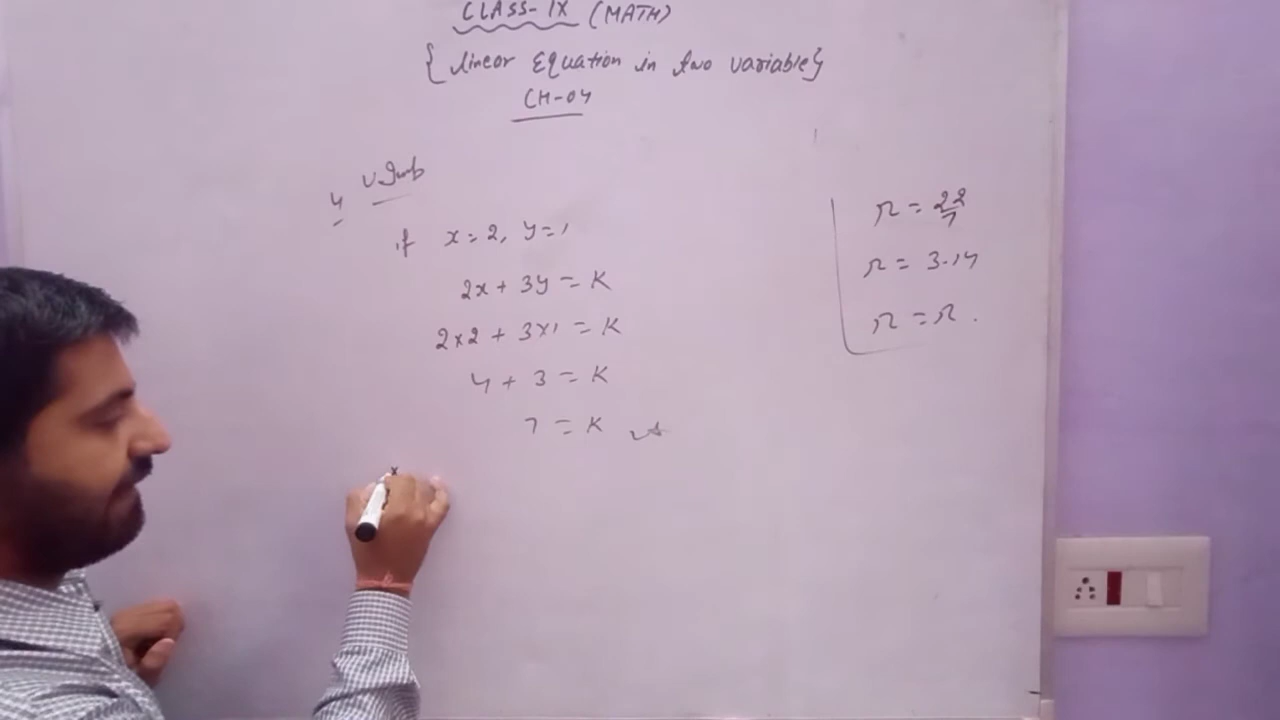 CLASS-IX (MATH)
{linear Equation in two variable}
CH-04
4
if x=2, y=1
2x + 3y = K
2×2 + 3×1 = K
4 + 3 = K
7 = K
π = 22/7
π = 3.14
π = π.